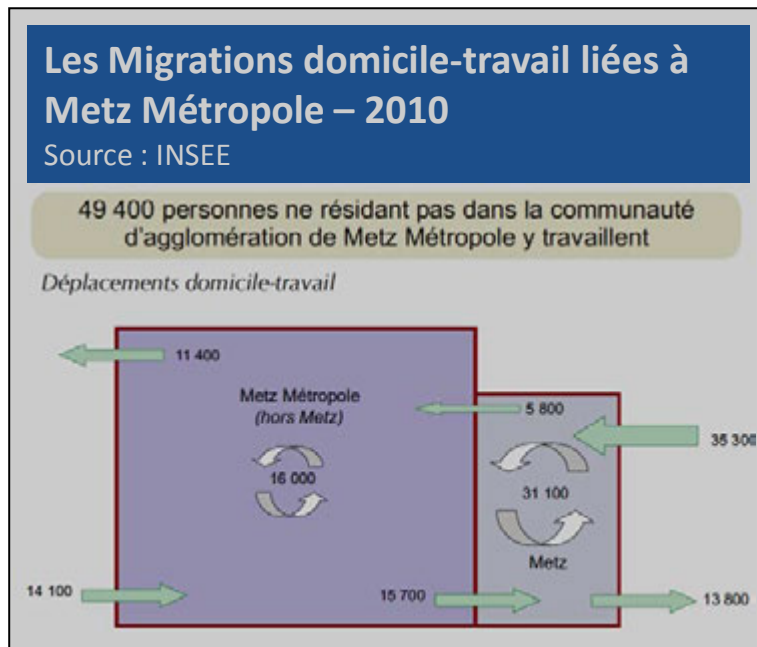 Les Migrations domicile-travail liées à
Metz Métropole – 2010
Source : INSEE
49 400 personnes ne résidant pas dans la communauté
d'agglomération de Metz Métropole y travaillent
Déplacements domicile-travail
11 400
Metz Métropole
(hors Metz)
5 800
35 300
16 000
31 100
Metz
14 100
15 700
13 800